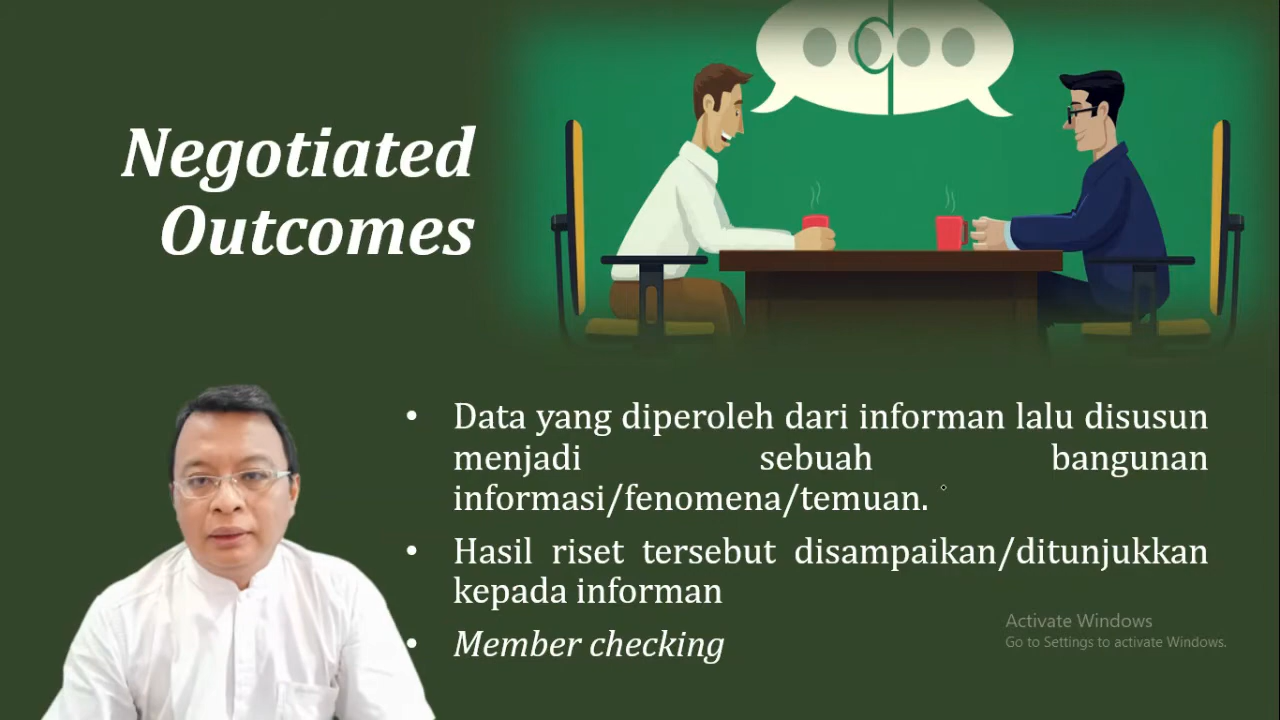 Negotiated
Outcomes
• Data yang diperoleh dari informan lalu disusun
menjadi sebuah bangunan
informasi/fenomena/temuan.
• Hasil riset tersebut disampaikan/ditunjukkan
kepada informan
• Member checking
Activate Windows
Go to Settings to activate Windows.